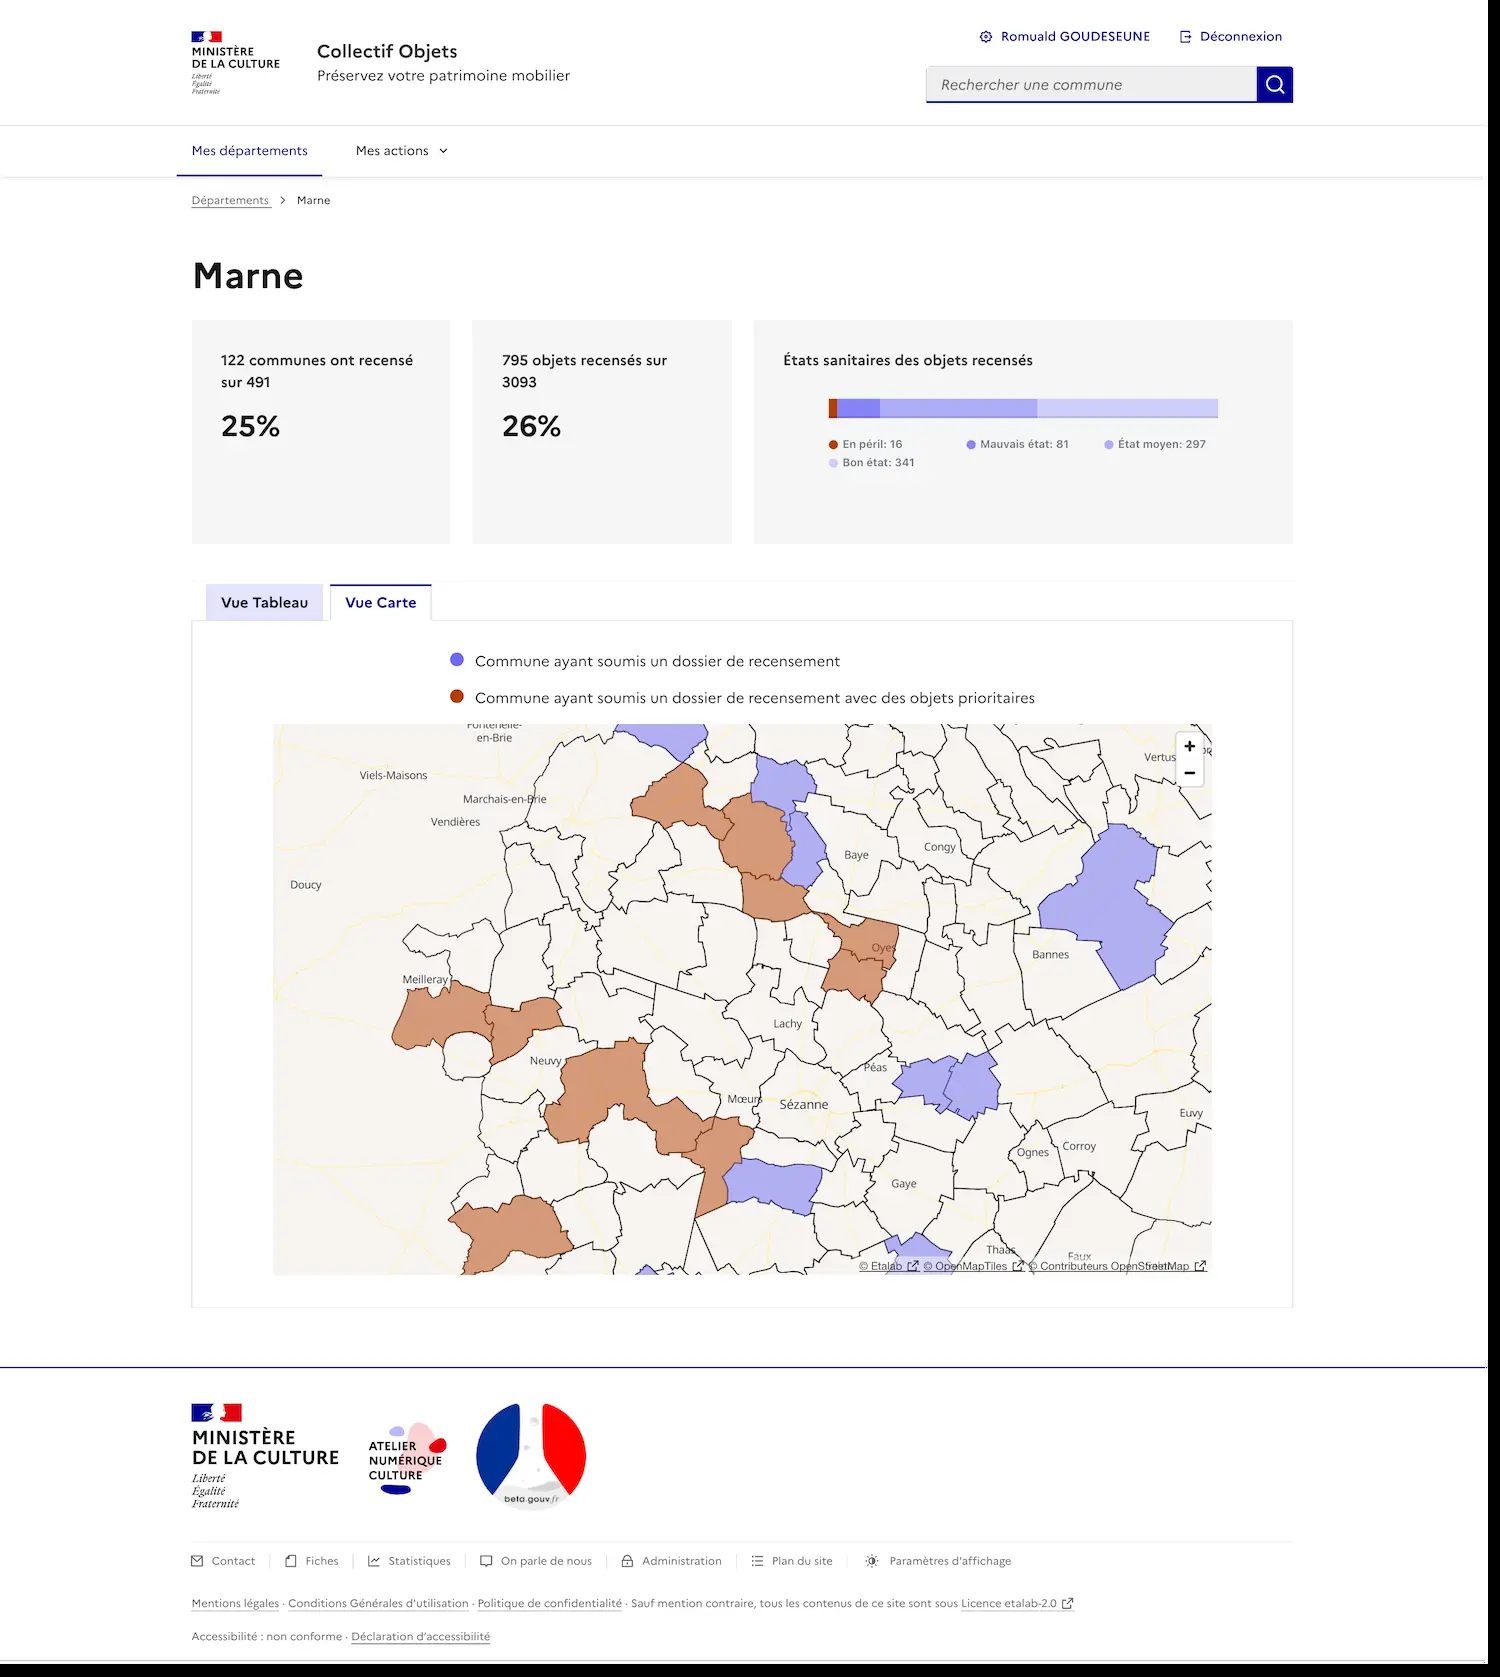 MINISTÈRE
DE LA CULTURE
Liberté
Égalité
Fraternité
Collectif Objets
Préservez votre patrimoine mobilier
Romuald GOUDESEUNE
Déconnexion
Rechercher une commune
Mes départements
Mes actions
Départements > Marne
Marne
122 communes ont recensé
sur 491
25%
795 objets recensés sur
3093
26%
États sanitaires des objets recensés
En péril: 16
Mauvais état: 81
État moyen: 297
Bon état: 341
Vue Tableau
Vue Carte
Commune ayant soumis un dossier de recensement
Commune ayant soumis un dossier de recensement avec des objets prioritaires
Fontenelle-
en-Brie
Vertus
+
−
Viels-Maisons
Marchais-en-Brie
Vendières
Baye
Congy
Doucy
Oyes
Bannes
Meilleray
Lachy
Neuvy
Péas
Mœurs
Sézanne
Euvy
Corroy
Ognes
Gaye
Thaas
Faux
© Etalab © OpenMapTiles © Contributeurs OpenStreetMap
MINISTÈRE
DE LA CULTURE
Liberté
Égalité
Fraternité
ATELIER
NUMÉRIQUE
CULTURE
beta.gouv.fr
Contact
Fiches
Statistiques
On parle de nous
Administration
Plan du site
Paramètres d'affichage
Mentions légales · Conditions Générales d'utilisation · Politique de confidentialité · Sauf mention contraire, tous les contenus de ce site sont sous Licence etalab-2.0
Accessibilité : non conforme · Déclaration d'accessibilité